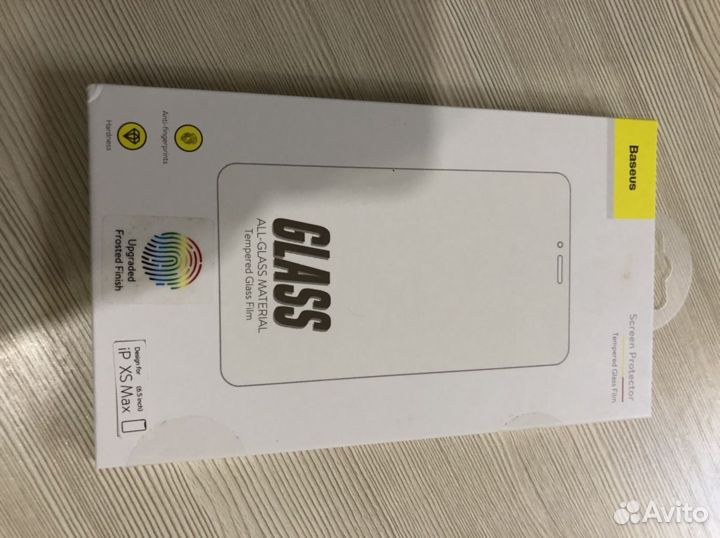 Baseus
Screen Protector
Tempered Glass Film
GLASS
ALL-GLASS MATERIAL
Tempered Glass Film
Anti-fingerprints
Hardness
Upgraded
Frosted Finish
Design for (6.5 inch)
iP XS Max
Avito